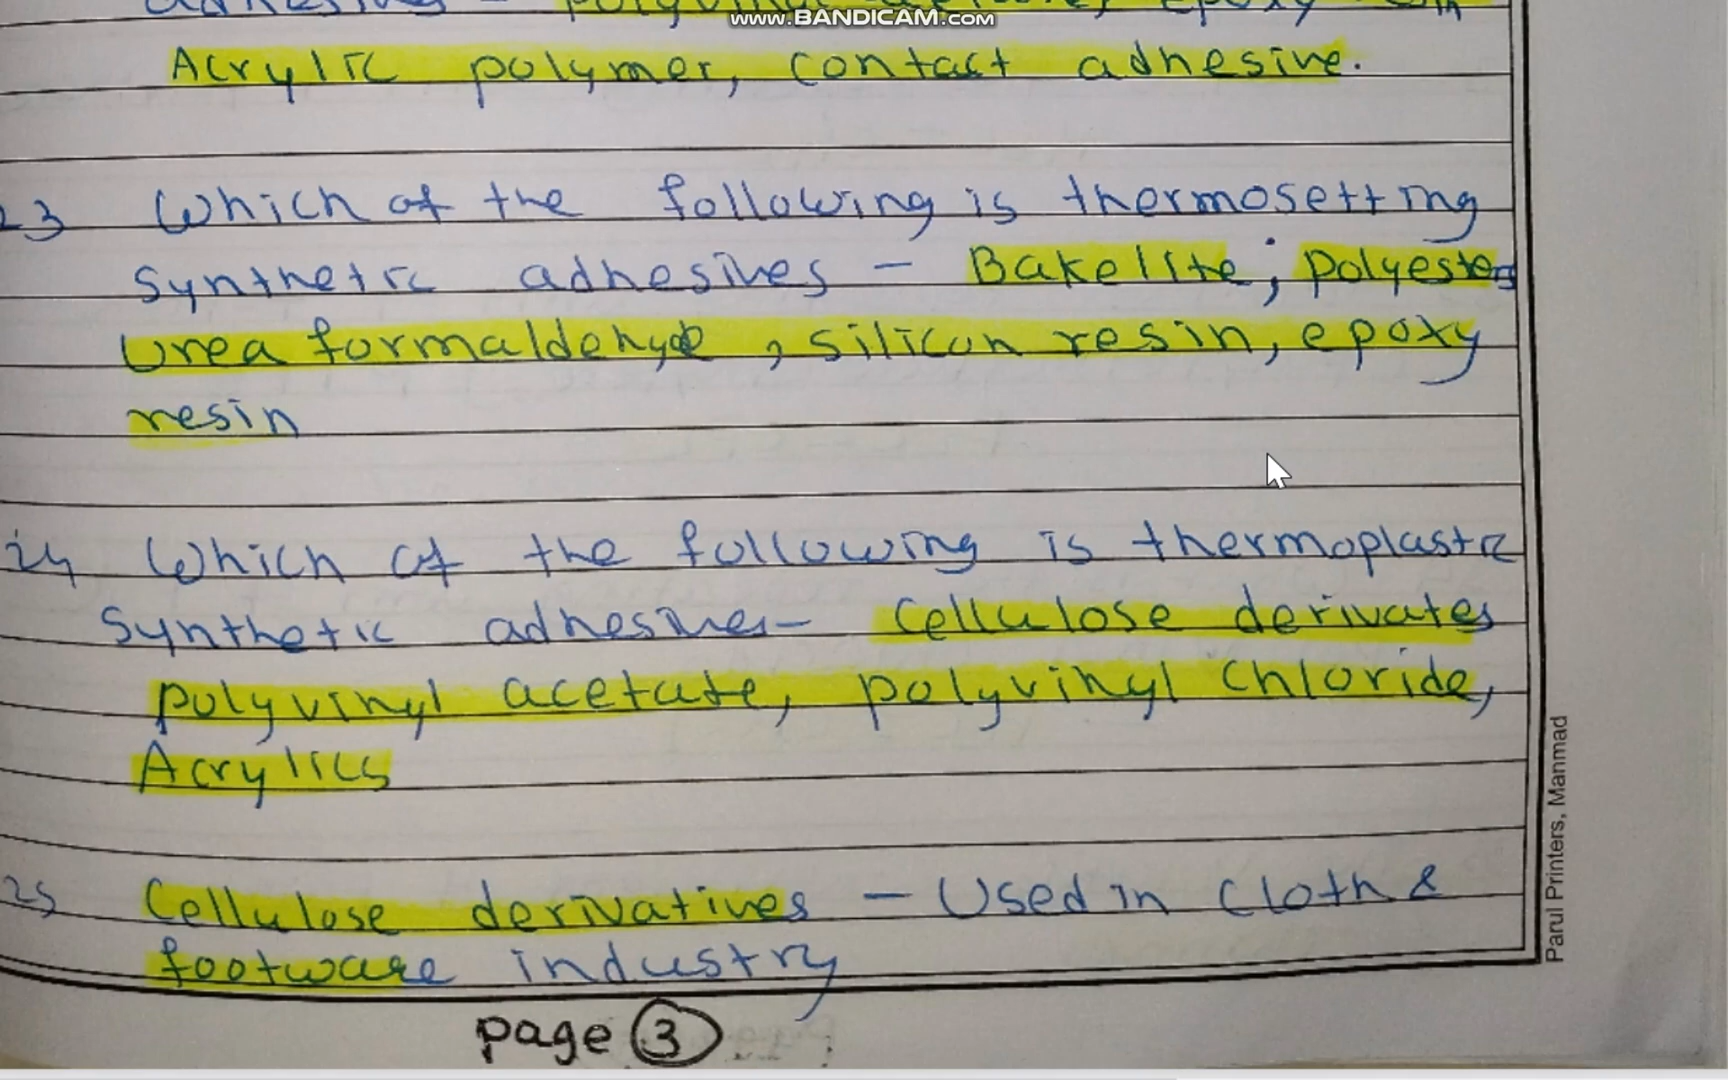 adhesives - polyvinyl
www.BANDICAM.com
Acrylic polymer, contact adhesive.
23 Which of the following is thermosetting
synthetic adhesives - Bakelite, polyester
Urea formaldehyde, silicon resin, epoxy
resin
24 Which of the following is thermoplastic
Synthetic adhesives - Cellulose derivates
polyvinyl acetate, polyvinyl chloride,
Acrylics
25 Cellulose derivatives - Used in cloth &
footware industry
page 3
Parul Printers, Manmad